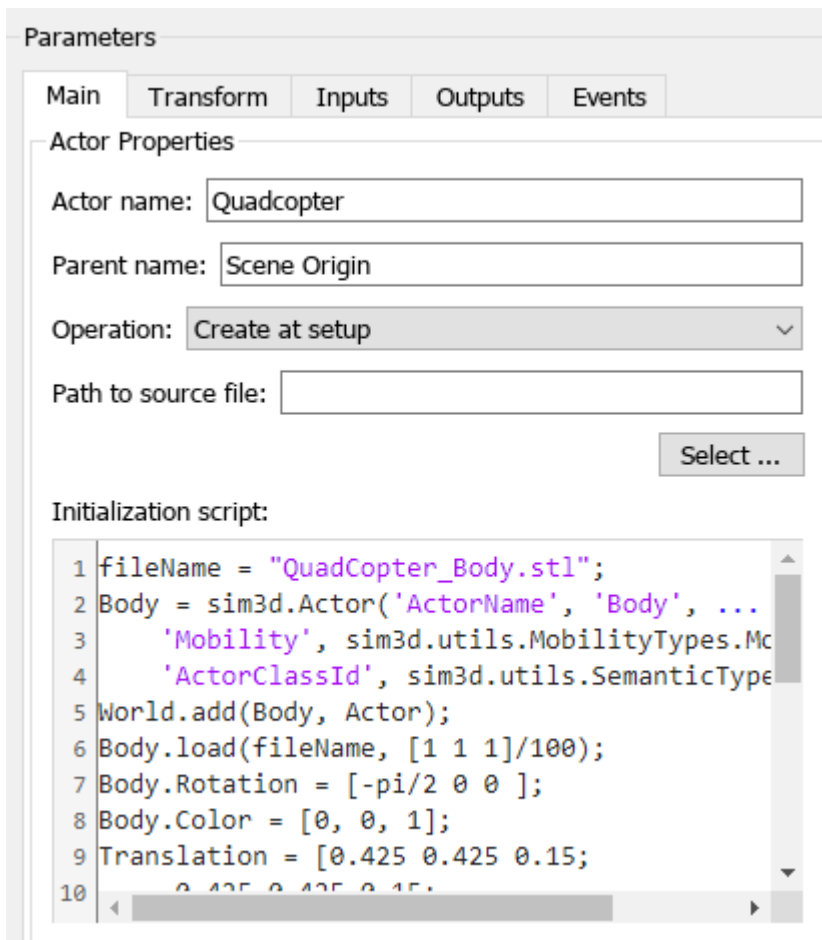 Parameters
Main Transform Inputs Outputs Events
Actor Properties
Actor name: Quadcopter
Parent name: Scene Origin
Operation: Create at setup
Path to source file:
Select ...
Initialization script:
1 fileName = "QuadCopter_Body.stl";
2 Body = sim3d.Actor('ActorName', 'Body', ...
3 'Mobility', sim3d.utils.MobilityTypes.Mo
4 'ActorClassId', sim3d.utils.SemanticType
5 World.add(Body, Actor);
6 Body.load(fileName, [1 1 1]/100);
7 Body.Rotation = [-pi/2 0 0 ];
8 Body.Color = [0, 0, 1];
9 Translation = [0.425 0.425 0.15;
10